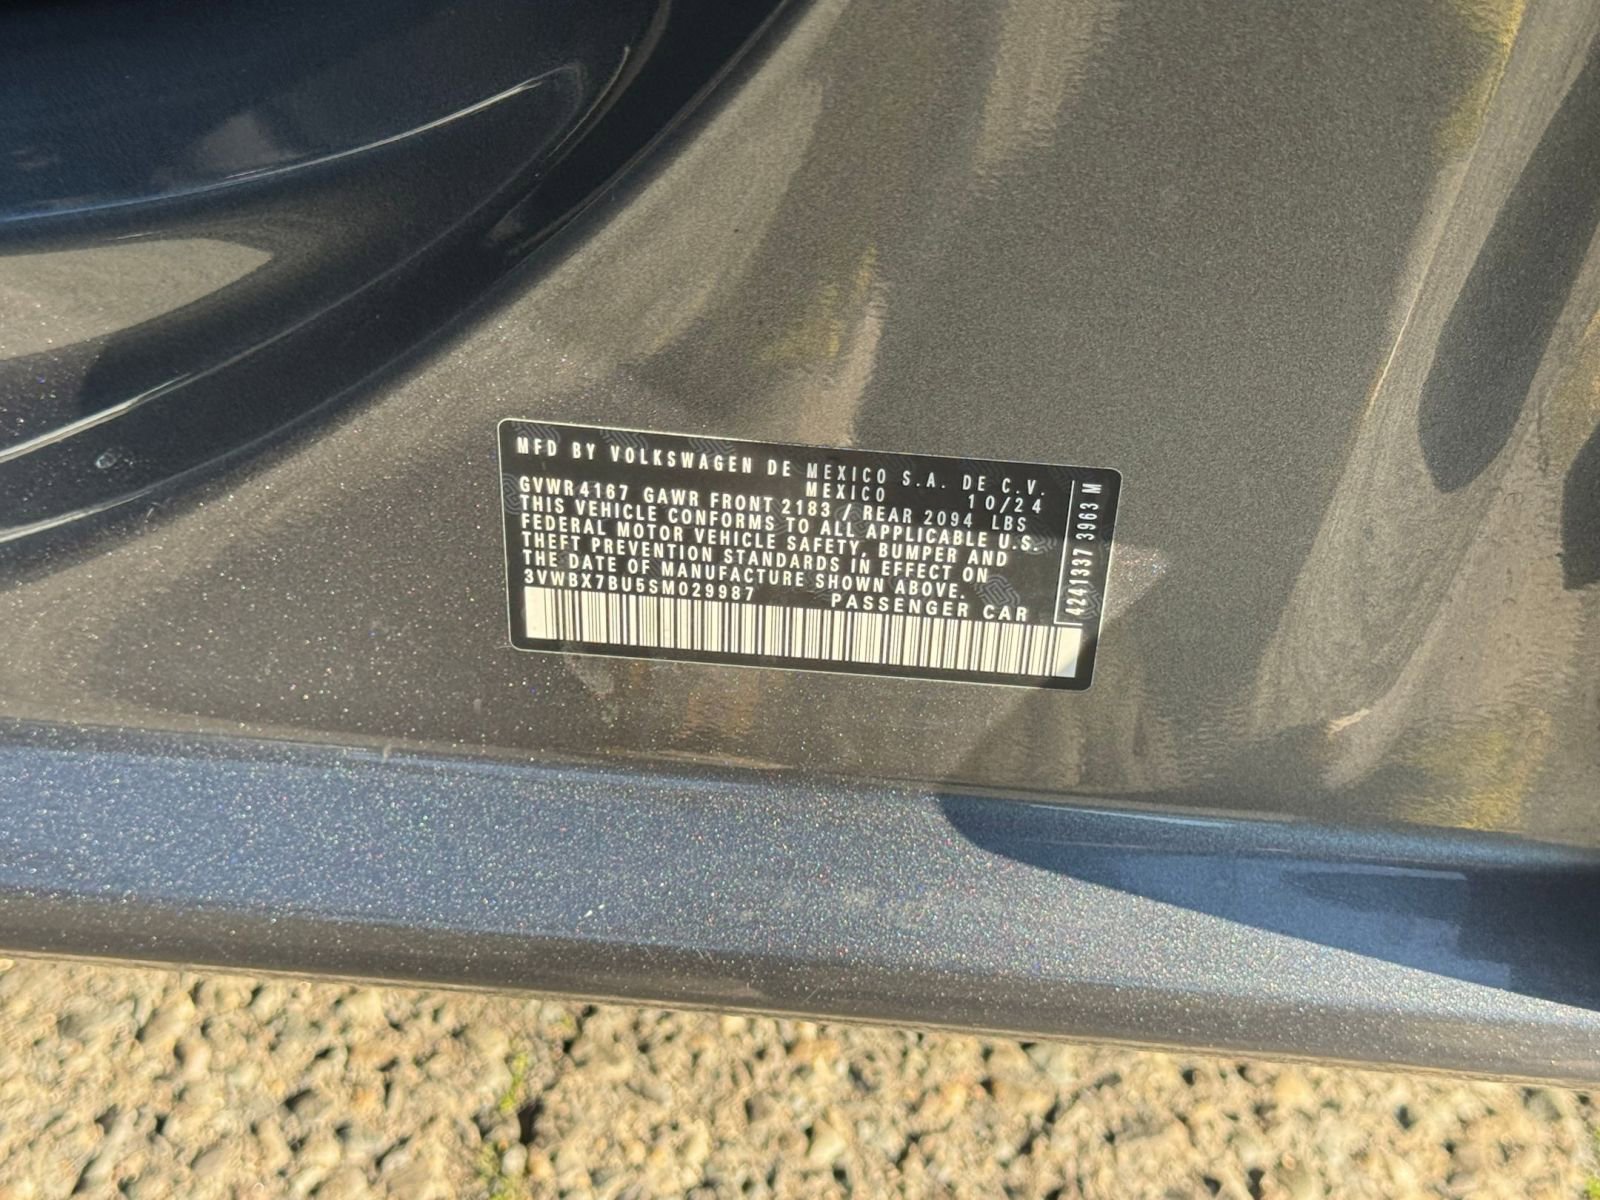 MFD BY VOLKSWAGEN DE MEXICO S.A. DE C.V.
MEXICO 10/24
GVWR 4167 GAWR FRONT 2183 / REAR 2094 LBS
THIS VEHICLE CONFORMS TO ALL APPLICABLE U.S.
FEDERAL MOTOR VEHICLE SAFETY, BUMPER AND
THEFT PREVENTION STANDARDS IN EFFECT ON
THE DATE OF MANUFACTURE SHOWN ABOVE.
3VWBX7BU5SM029987 PASSENGER CAR
4241337 3963 M